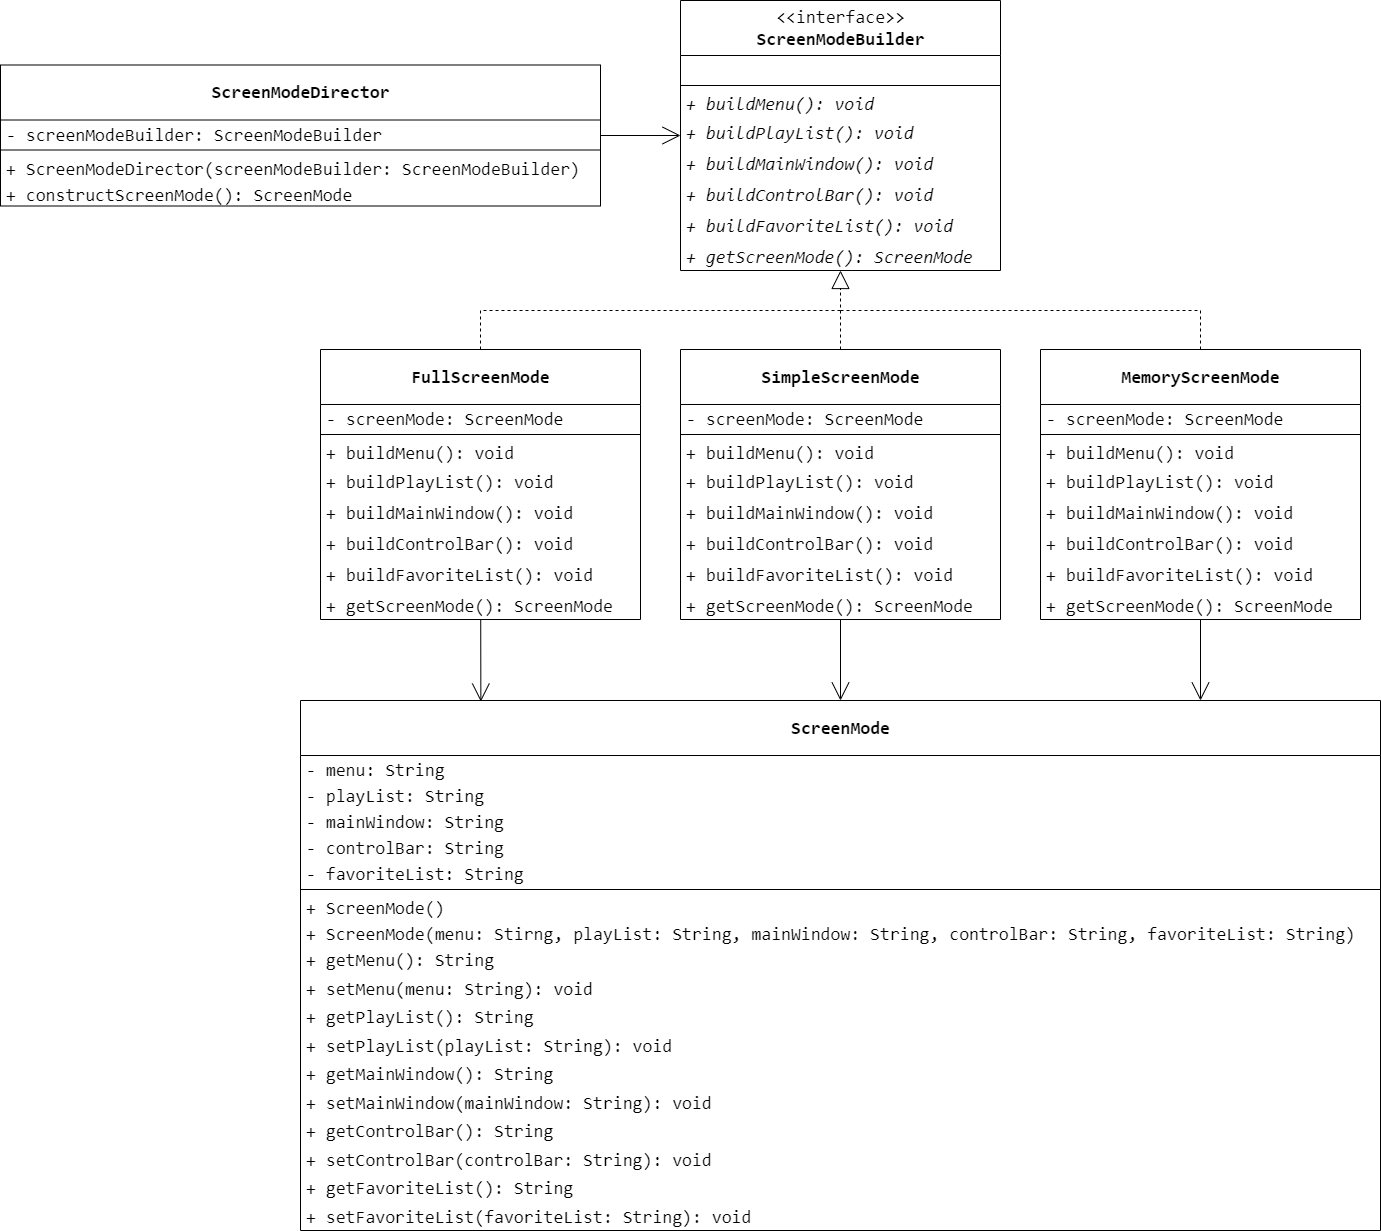 <<interface>>
ScreenModeBuilder
+ buildMenu(): void
+ buildPlayList(): void
+ buildMainWindow(): void
+ buildControlBar(): void
+ buildFavoriteList(): void
+ getScreenMode(): ScreenMode
ScreenModeDirector
- screenModeBuilder: ScreenModeBuilder
+ ScreenModeDirector(screenModeBuilder: ScreenModeBuilder)
+ constructScreenMode(): ScreenMode
FullScreenMode
- screenMode: ScreenMode
+ buildMenu(): void
+ buildPlayList(): void
+ buildMainWindow(): void
+ buildControlBar(): void
+ buildFavoriteList(): void
+ getScreenMode(): ScreenMode
SimpleScreenMode
- screenMode: ScreenMode
+ buildMenu(): void
+ buildPlayList(): void
+ buildMainWindow(): void
+ buildControlBar(): void
+ buildFavoriteList(): void
+ getScreenMode(): ScreenMode
MemoryScreenMode
- screenMode: ScreenMode
+ buildMenu(): void
+ buildPlayList(): void
+ buildMainWindow(): void
+ buildControlBar(): void
+ buildFavoriteList(): void
+ getScreenMode(): ScreenMode
ScreenMode
- menu: String
- playList: String
- mainWindow: String
- controlBar: String
- favoriteList: String
+ ScreenMode()
+ ScreenMode(menu: Stirng, playList: String, mainWindow: String, controlBar: String, favoriteList: String)
+ getMenu(): String
+ setMenu(menu: String): void
+ getPlayList(): String
+ setPlayList(playList: String): void
+ getMainWindow(): String
+ setMainWindow(mainWindow: String): void
+ getControlBar(): String
+ setControlBar(controlBar: String): void
+ getFavoriteList(): String
+ setFavoriteList(favoriteList: String): void